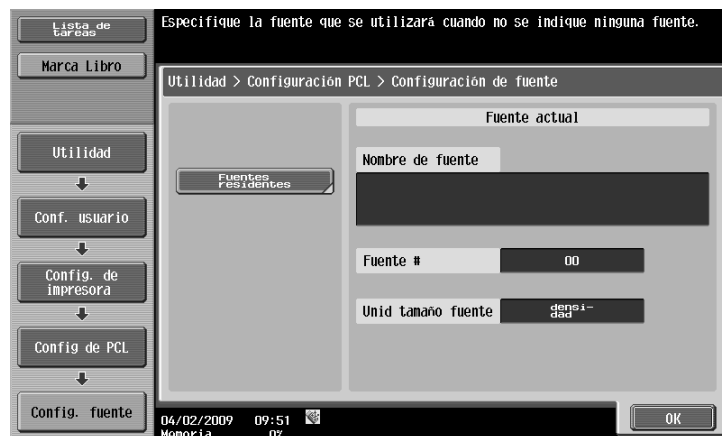 Lista de
tareas
Especifique la fuente que se utilizará cuando no se indique ninguna fuente.
Marca Libro
Utilidad > Configuración PCL > Configuración de fuente
Fuente actual
Utilidad
Nombre de fuente
Fuentes
residentes
Conf. usuario
Fuente #
00
Config. de
impresora
Unid tamaño fuente
densi-
dad
Config de PCL
Config. fuente
04/02/2009 09:51
OK
Memoria 0%